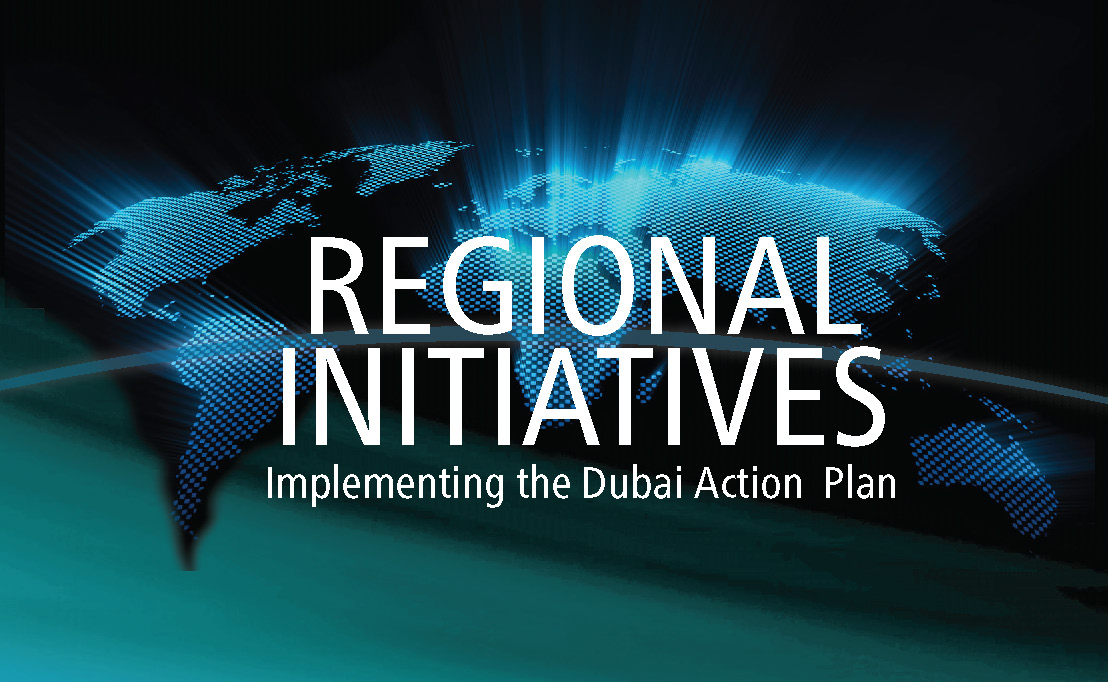 REGIONAL
INITIATIVES
Implementing the Dubai Action Plan